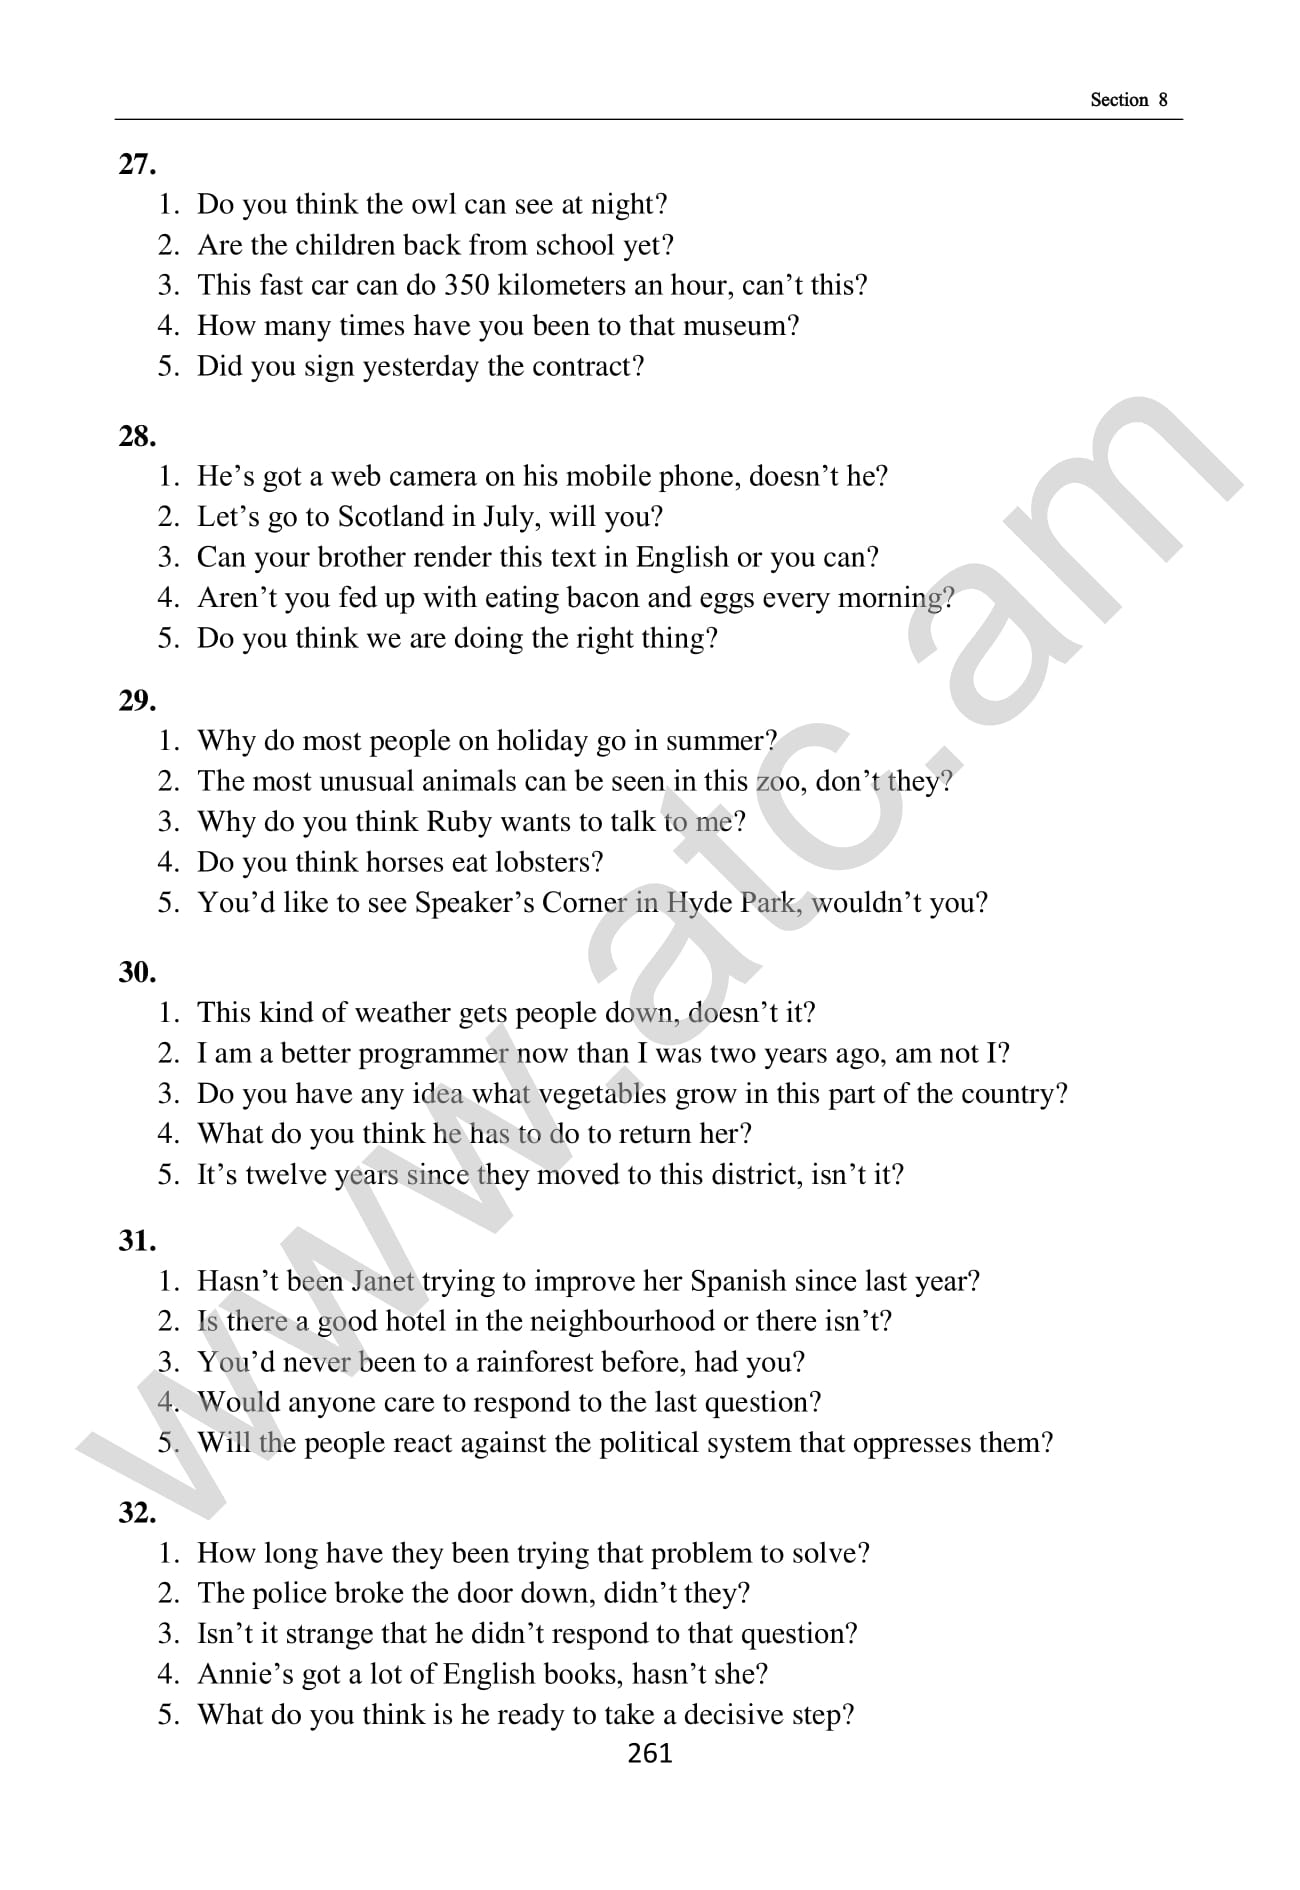 Section 8
27.
1. Do you think the owl can see at night?
2. Are the children back from school yet?
3. This fast car can do 350 kilometers an hour, can’t this?
4. How many times have you been to that museum?
5. Did you sign yesterday the contract?
28.
1. He’s got a web camera on his mobile phone, doesn’t he?
2. Let’s go to Scotland in July, will you?
3. Can your brother render this text in English or you can?
4. Aren’t you fed up with eating bacon and eggs every morning?
5. Do you think we are doing the right thing?
29.
1. Why do most people on holiday go in summer?
2. The most unusual animals can be seen in this zoo, don’t they?
3. Why do you think Ruby wants to talk to me?
4. Do you think horses eat lobsters?
5. You’d like to see Speaker’s Corner in Hyde Park, wouldn’t you?
30.
1. This kind of weather gets people down, doesn’t it?
2. I am a better programmer now than I was two years ago, am not I?
3. Do you have any idea what vegetables grow in this part of the country?
4. What do you think he has to do to return her?
5. It’s twelve years since they moved to this district, isn’t it?
31.
1. Hasn’t been Janet trying to improve her Spanish since last year?
2. Is there a good hotel in the neighbourhood or there isn’t?
3. You’d never been to a rainforest before, had you?
4. Would anyone care to respond to the last question?
5. Will the people react against the political system that oppresses them?
32.
1. How long have they been trying that problem to solve?
2. The police broke the door down, didn’t they?
3. Isn’t it strange that he didn’t respond to that question?
4. Annie’s got a lot of English books, hasn’t she?
5. What do you think is he ready to take a decisive step?
261
www.atc.am